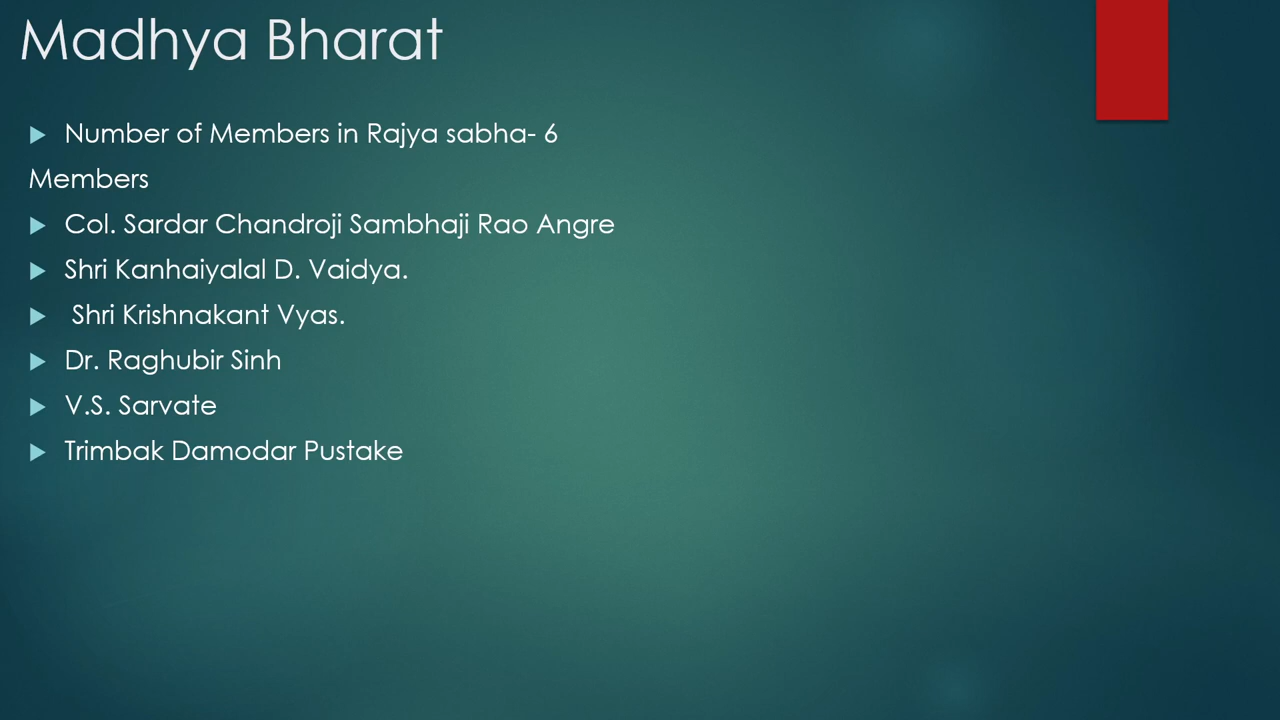 Madhya Bharat
Number of Members in Rajya sabha- 6
Members
Col. Sardar Chandroji Sambhaji Rao Angre
Shri Kanhaiyalal D. Vaidya.
Shri Krishnakant Vyas.
Dr. Raghubir Sinh
V.S. Sarvate
Trimbak Damodar Pustake